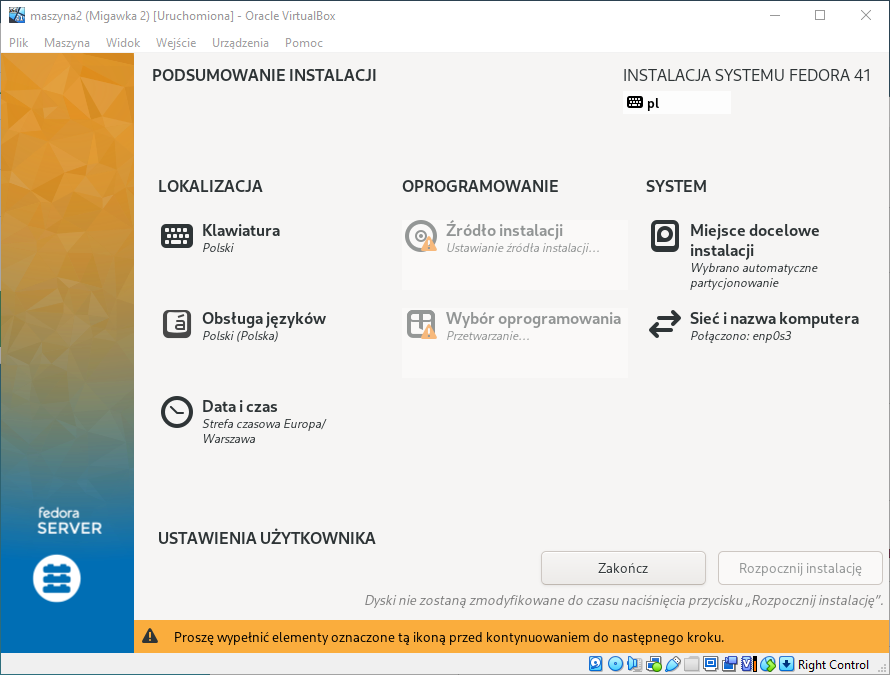 maszyna2 (Migawka 2) [Uruchomiona] - Oracle VirtualBox
Plik Maszyna Widok Wejście Urządzenia Pomoc
PODSUMOWANIE INSTALACJI
INSTALACJA SYSTEMU FEDORA 41
pl
LOKALIZACJA
Klawiatura
Polski
Obsługa języków
Polski (Polska)
Data i czas
Strefa czasowa Europa/
Warszawa
OPROGRAMOWANIE
Źródło instalacji
Ustawianie źródła instalacji...
Wybór oprogramowania
Przetwarzanie...
SYSTEM
Miejsce docelowe
instalacji
Wybrano automatyczne
partycjonowanie
Sieć i nazwa komputera
Połączono: enp0s3
fedora
SERVER
USTAWIENIA UŻYTKOWNIKA
Zakończ
Rozpocznij instalację
Dyski nie zostaną zmodyfikowane do czasu naciśnięcia przycisku „Rozpocznij instalację”.
Proszę wypełnić elementy oznaczone tą ikoną przed kontynuowaniem do następnego kroku.
Right Control